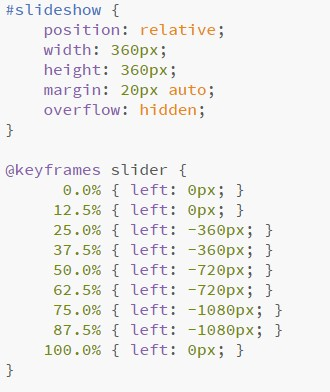 #slideshow {
    position: relative;
    width: 360px;
    height: 360px;
    margin: 20px auto;
    overflow: hidden;
}

@keyframes slider {
      0.0% { left: 0px; }
     12.5% { left: 0px; }
     25.0% { left: -360px; }
     37.5% { left: -360px; }
     50.0% { left: -720px; }
     62.5% { left: -720px; }
     75.0% { left: -1080px; }
     87.5% { left: -1080px; }
    100.0% { left: 0px; }
}